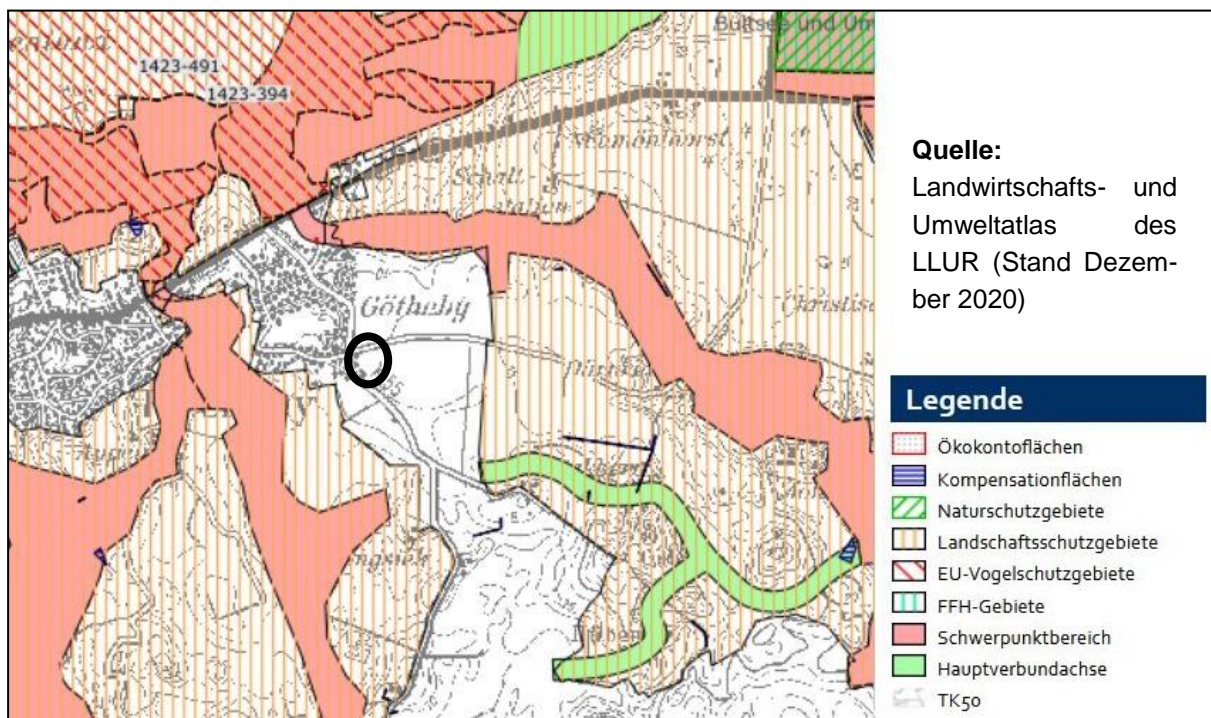 1423-491
1423-394
Götheby
Quelle:
Landwirtschafts- und
Umweltatlas des
LLUR (Stand Dezem-
ber 2020)
Legende
Ökokontoflächen
Kompensationflächen
Naturschutzgebiete
Landschaftsschutzgebiete
EU-Vogelschutzgebiete
FFH-Gebiete
Schwerpunktbereich
Hauptverbundachse
TK50